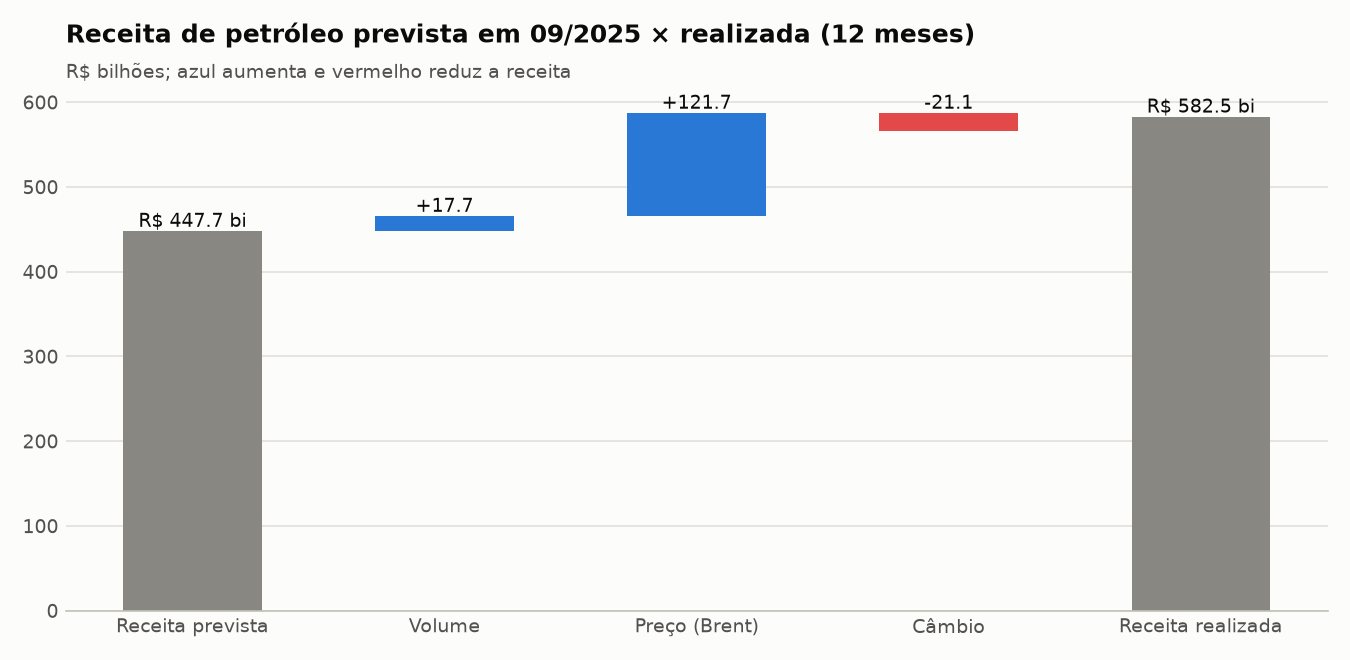 Receita de petróleo prevista em 09/2025 × realizada (12 meses)
R$ bilhões; azul aumenta e vermelho reduz a receita
600
500
400
300
200
100
0
R$ 447.7 bi
+17.7
+121.7
-21.1
R$ 582.5 bi
Receita prevista
Volume
Preço (Brent)
Câmbio
Receita realizada